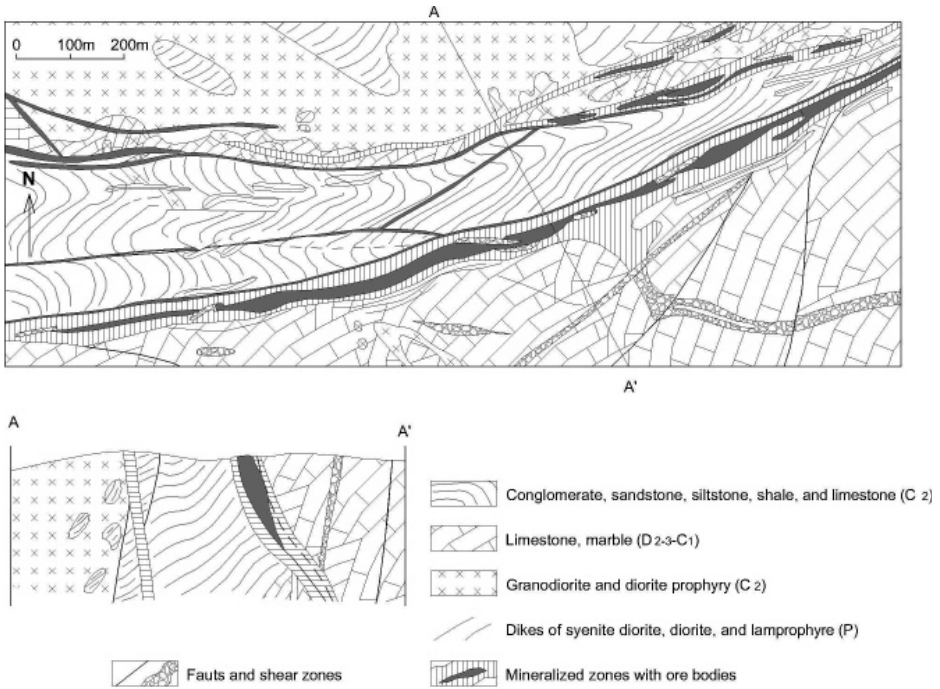 A
0 100m 200m
N
A'
A A'
Conglomerate, sandstone, siltstone, shale, and limestone (C 2)
Limestone, marble (D 2-3-C1)
Granodiorite and diorite prophyry (C 2)
Dikes of syenite diorite, diorite, and lamprophyre (P)
Fauts and shear zones Mineralized zones with ore bodies